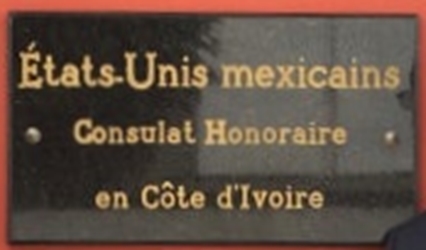 États-Unis mexicains
Consulat Honoraire
en Côte d'Ivoire